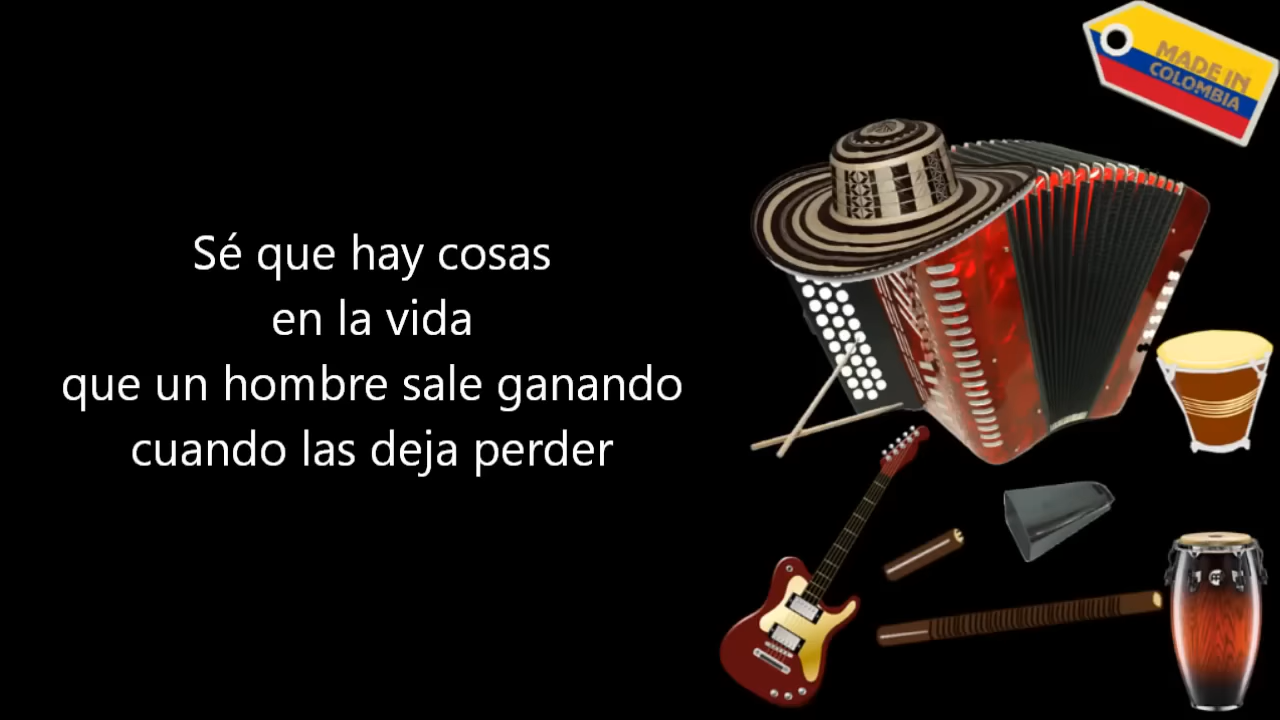 Sé que hay cosas
en la vida
que un hombre sale ganando
cuando las deja perder
MADE IN
COLOMBIA